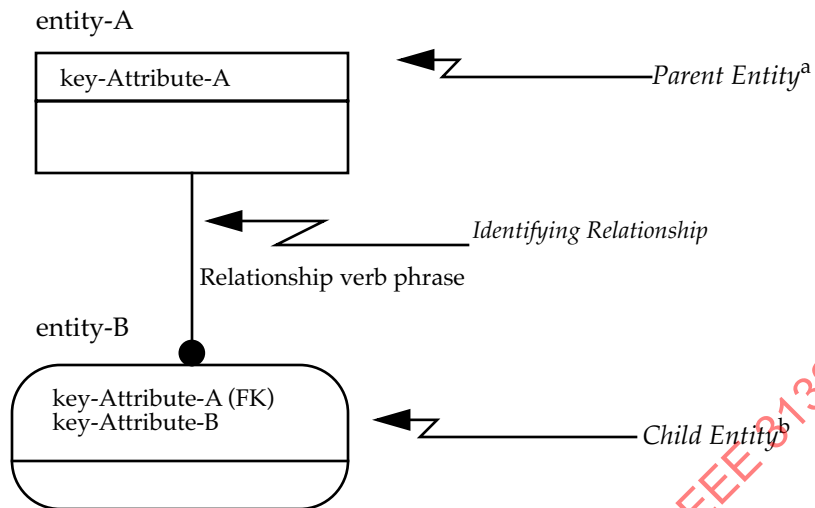 entity-A
key-Attribute-A
Parent Entityᵃ
Identifying Relationship
Relationship verb phrase
entity-B
key-Attribute-A (FK)
key-Attribute-B
Child Entityᵇ